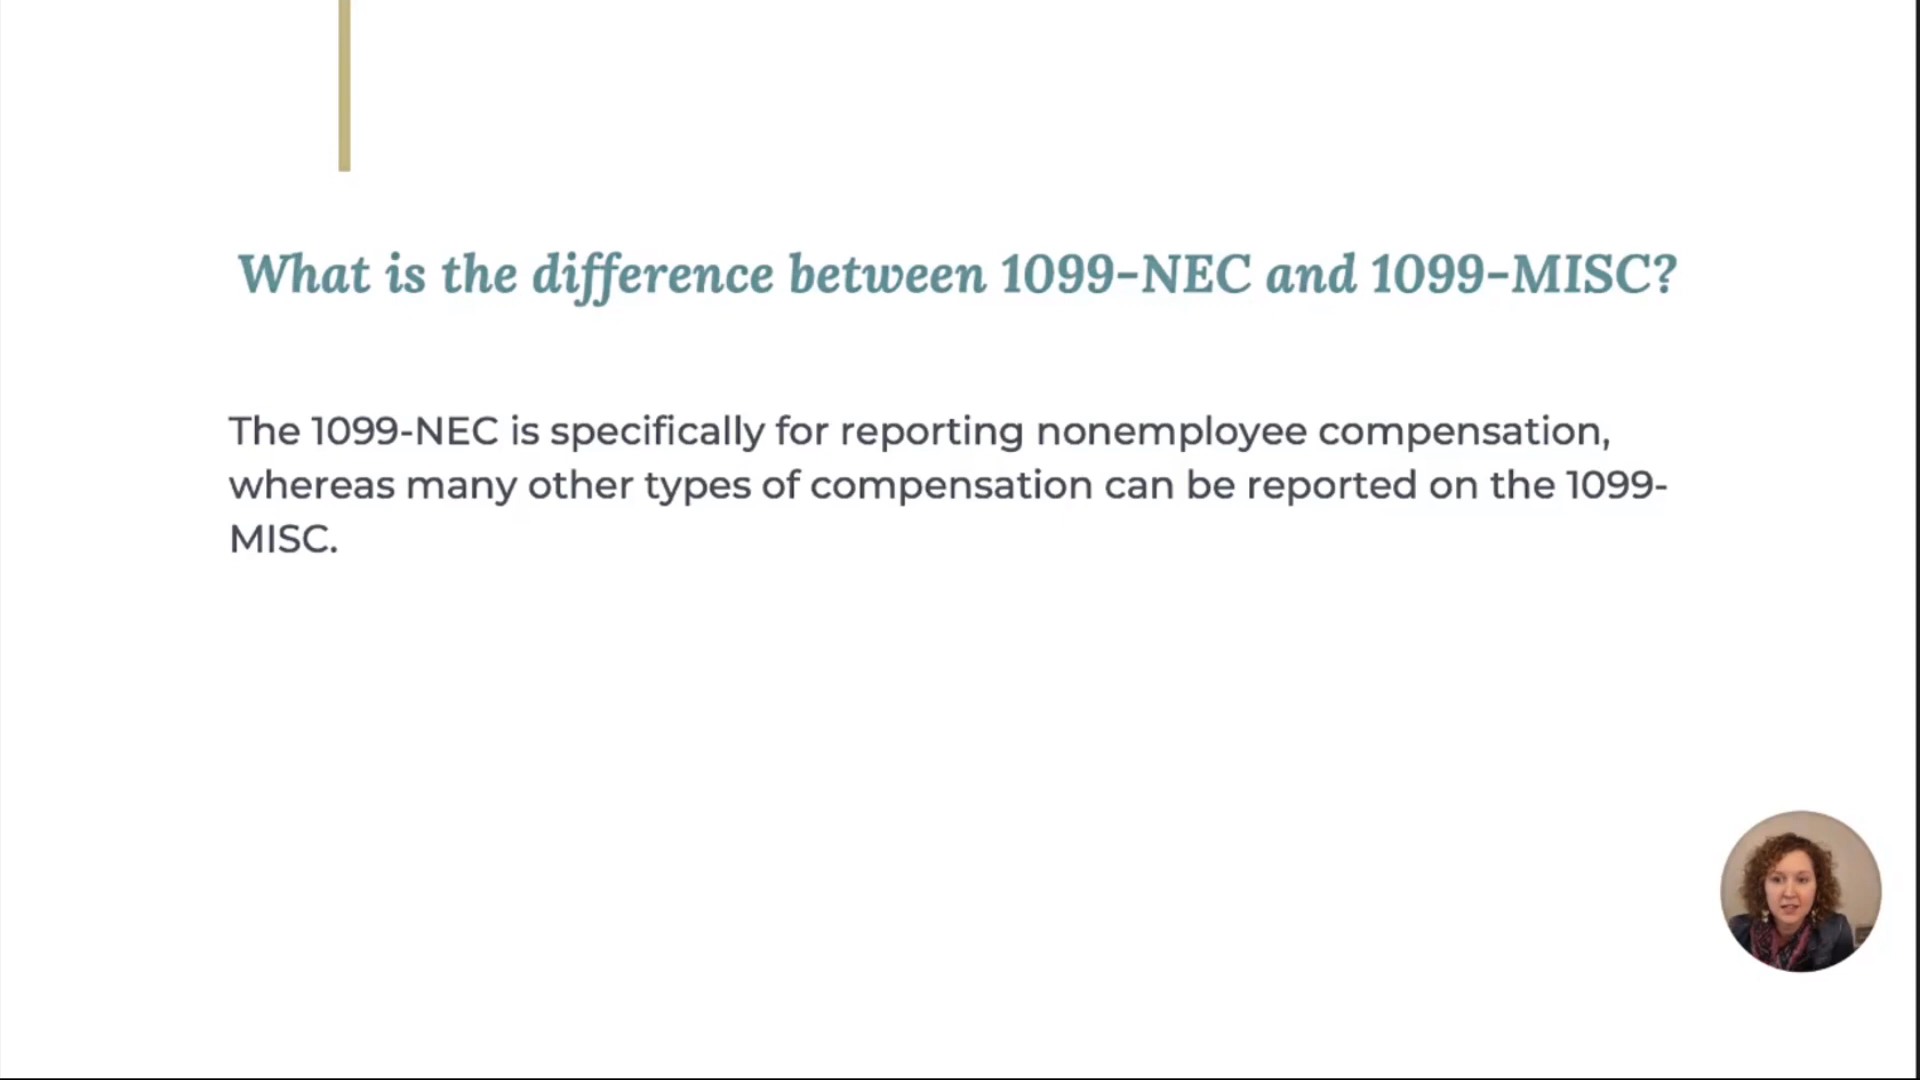 What is the difference between 1099-NEC and 1099-MISC?
The 1099-NEC is specifically for reporting nonemployee compensation,
whereas many other types of compensation can be reported on the 1099-
MISC.